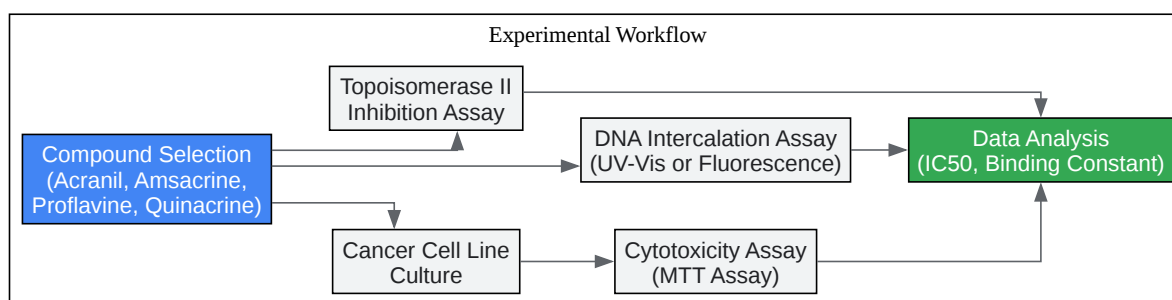 Experimental Workflow
Topoisomerase II
Inhibition Assay
Compound Selection
(Acranil, Amsacrine,
Proflavine, Quinacrine)
DNA Intercalation Assay
(UV-Vis or Fluorescence)
Data Analysis
(IC50, Binding Constant)
Cancer Cell Line
Culture
Cytotoxicity Assay
(MTT Assay)